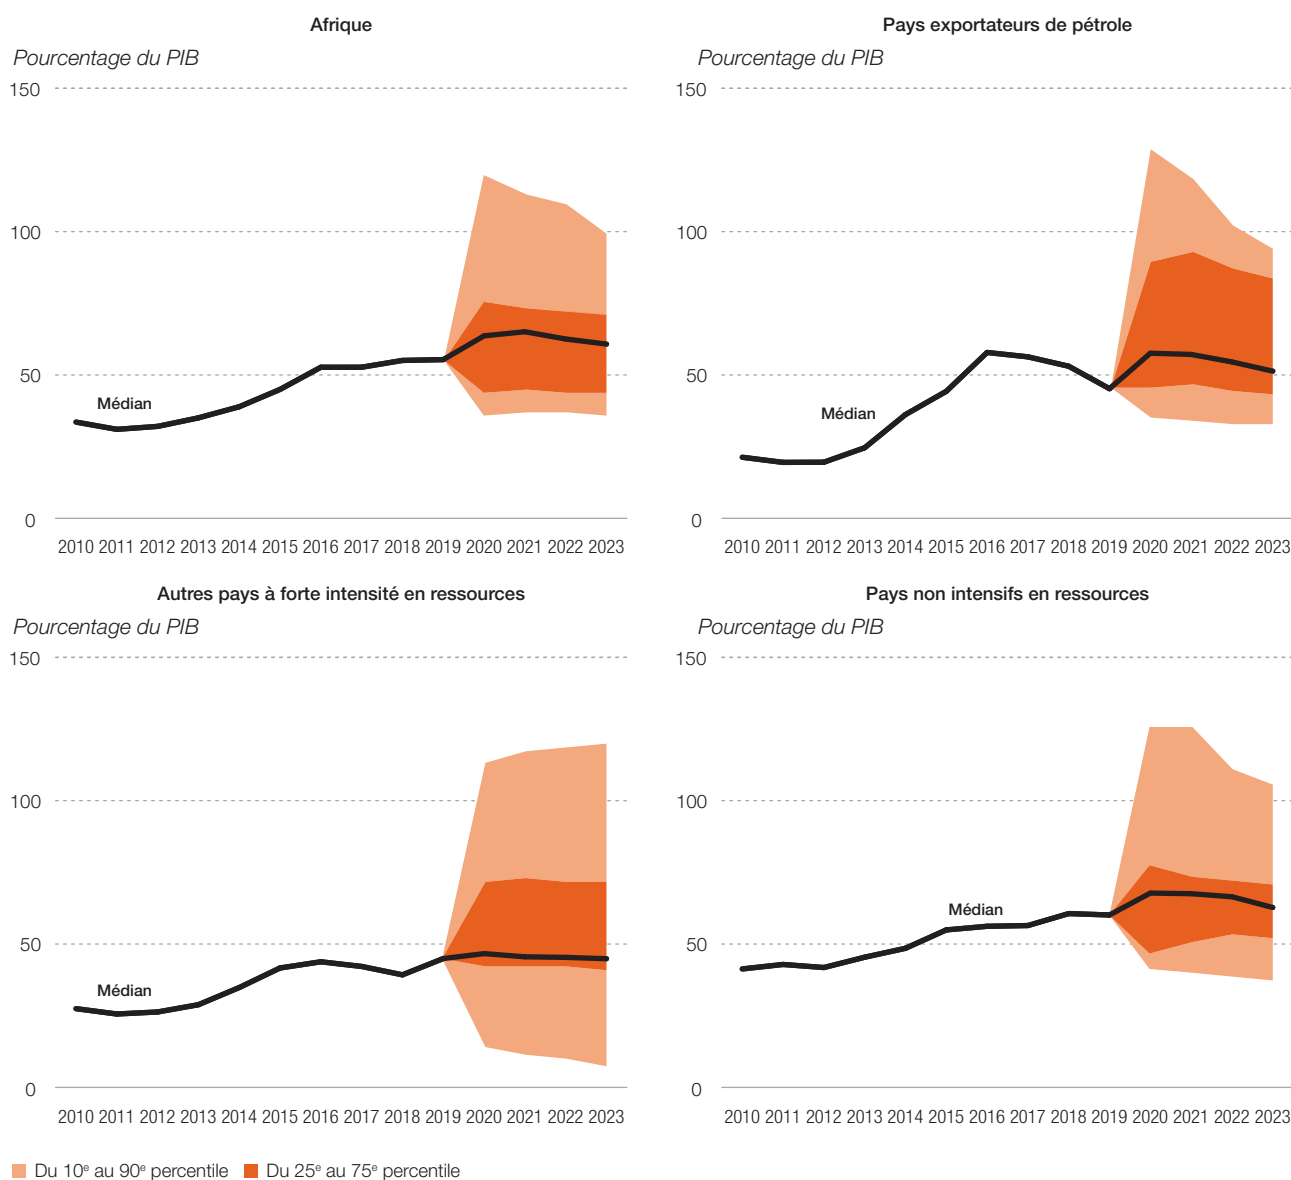 Afrique
Pourcentage du PIB
150
100
50
0
Médian
2010 2011 2012 2013 2014 2015 2016 2017 2018 2019 2020 2021 2022 2023
Pays exportateurs de pétrole
Pourcentage du PIB
150
100
50
0
Médian
2010 2011 2012 2013 2014 2015 2016 2017 2018 2019 2020 2021 2022 2023
Autres pays à forte intensité en ressources
Pourcentage du PIB
150
100
50
0
Médian
2010 2011 2012 2013 2014 2015 2016 2017 2018 2019 2020 2021 2022 2023
Pays non intensifs en ressources
Pourcentage du PIB
150
100
50
0
Médian
2010 2011 2012 2013 2014 2015 2016 2017 2018 2019 2020 2021 2022 2023
Du 10ᵉ au 90ᵉ percentile Du 25ᵉ au 75ᵉ percentile